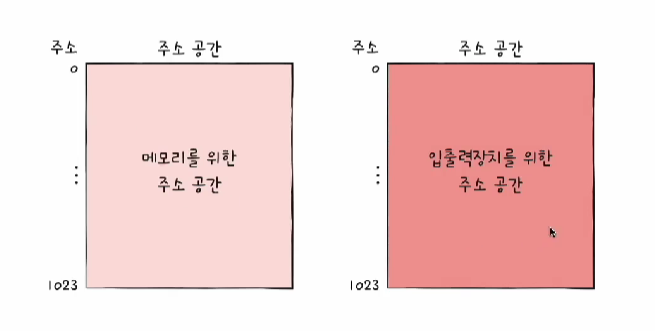 주소 주소 공간
0
메모리를 위한
주소 공간
⋮
1023
주소 주소 공간
0
입출력장치를 위한
주소 공간
⋮
1023